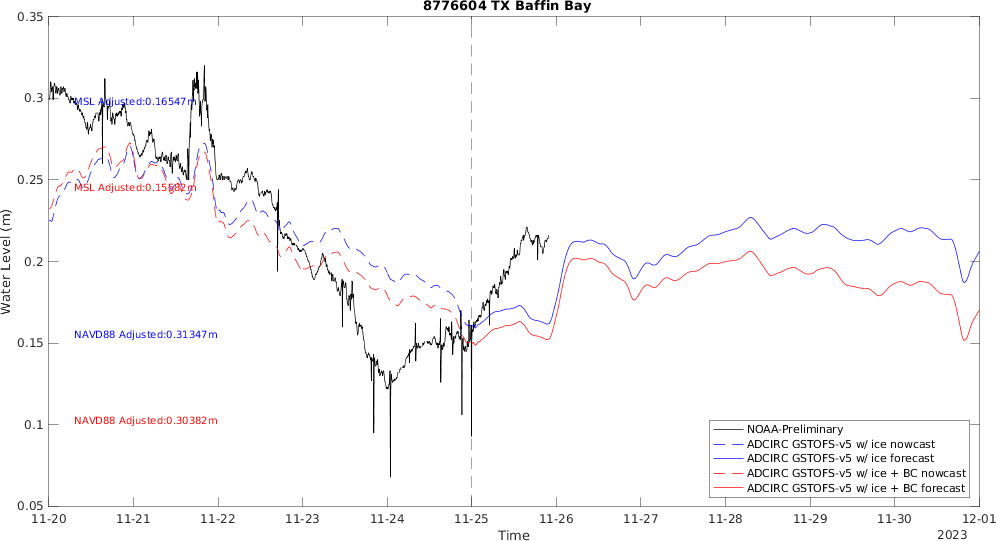 8776604 TX Baffin Bay
0.35
0.3
0.25
0.2
0.15
0.1
0.05
Water Level (m)
MSL Adjusted:0.16547m
MSL Adjusted:0.15582m
NAVD88 Adjusted:0.31347m
NAVD88 Adjusted:0.30382m
NOAA-Preliminary
ADCIRC GSTOFS-v5 w/ ice nowcast
ADCIRC GSTOFS-v5 w/ ice forecast
ADCIRC GSTOFS-v5 w/ ice + BC nowcast
ADCIRC GSTOFS-v5 w/ ice + BC forecast
11-20 11-21 11-22 11-23 11-24 11-25 11-26 11-27 11-28 11-29 11-30 12-01
Time
2023